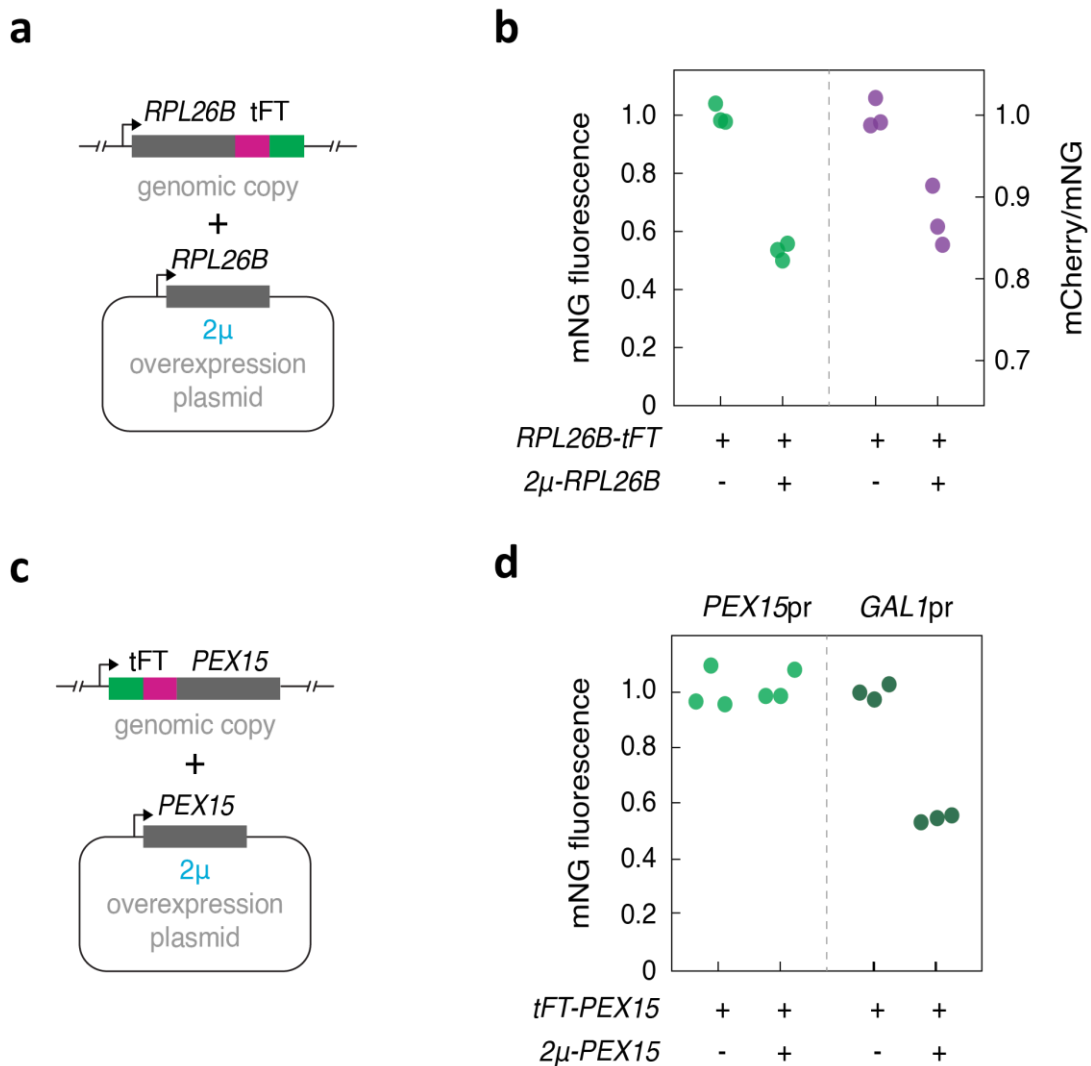 a
RPL26B tFT
genomic copy
+
RPL26B
2µ
overexpression
plasmid
b
mNG fluorescence
1.0
0.8
0.6
0.4
0.2
0
mCherry/mNG
1.0
0.9
0.8
0.7
RPL26B-tFT + + + +
2µ-RPL26B - + - +
c
tFT PEX15
genomic copy
+
PEX15
2µ
overexpression
plasmid
d
PEX15pr GAL1pr
mNG fluorescence
1.0
0.8
0.6
0.4
0.2
0
tFT-PEX15 + + + +
2µ-PEX15 - + - +